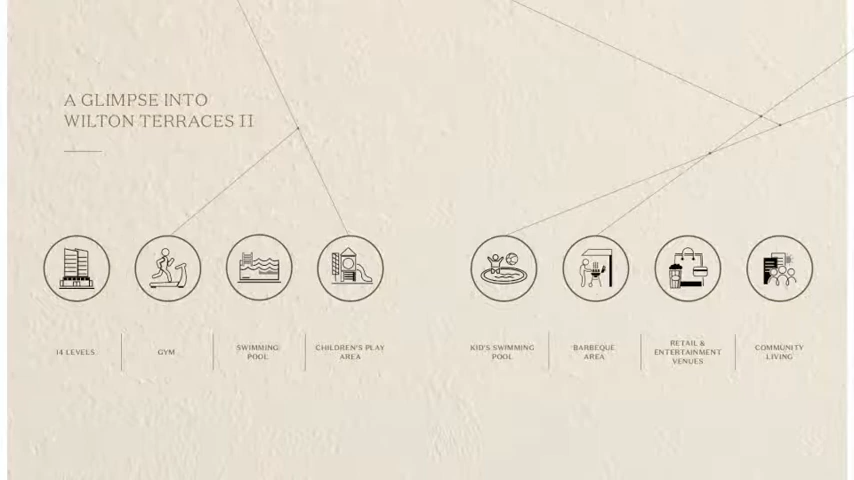 A GLIMPSE INTO
WILTON TERRACES II
14 LEVELS
GYM
SWIMMING
POOL
CHILDREN'S PLAY
AREA
KID'S SWIMMING
POOL
BARBEQUE
AREA
RETAIL &
ENTERTAINMENT
VENUES
COMMUNITY
LIVING